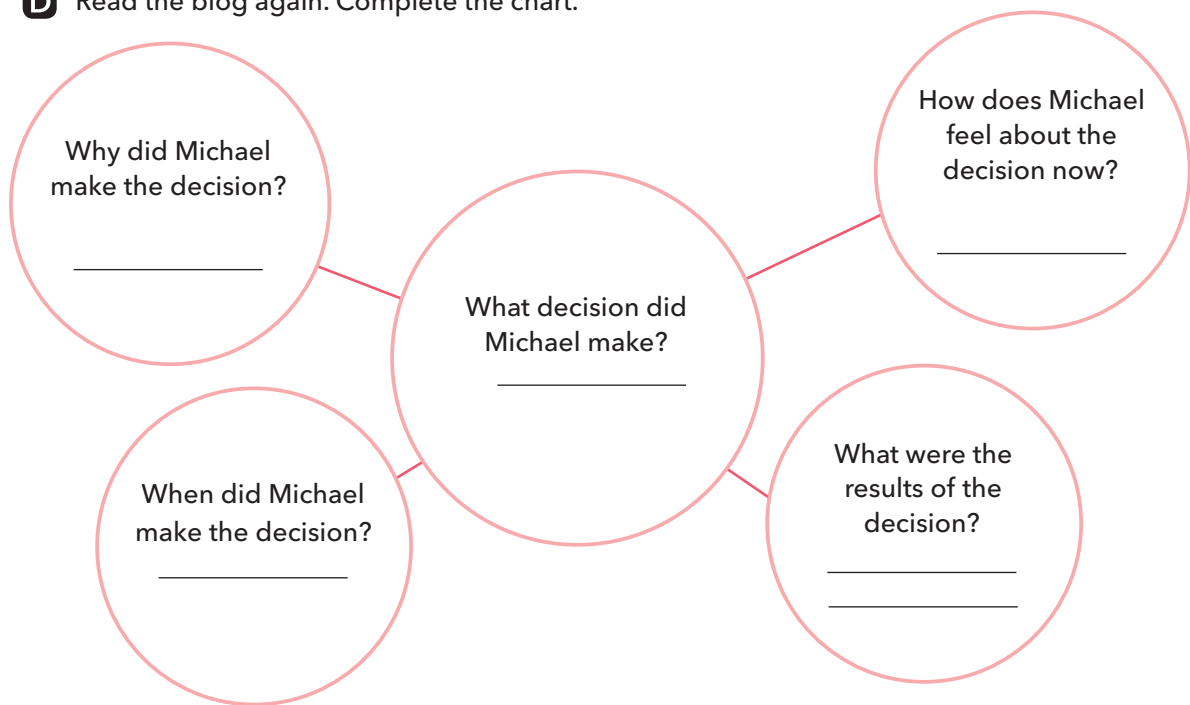 D Read the blog again. Complete the chart.
Why did Michael
make the decision?
How does Michael
feel about the
decision now?
What decision did
Michael make?
When did Michael
make the decision?
What were the
results of the
decision?